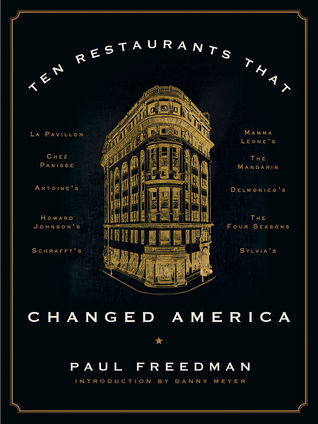 TEN RESTAURANTS THAT
LA PAVILLON
CHEZ
PANISSE
ANTOINE'S
HOWARD
JOHNSON'S
SCHRAFFT'S
MAMMA
LEONE'S
THE
MANDARIN
DELMONICO'S
THE
FOUR SEASONS
SYLVIA'S
CHANGED AMERICA
PAUL FREEDMAN
INTRODUCTION BY DANNY MEYER